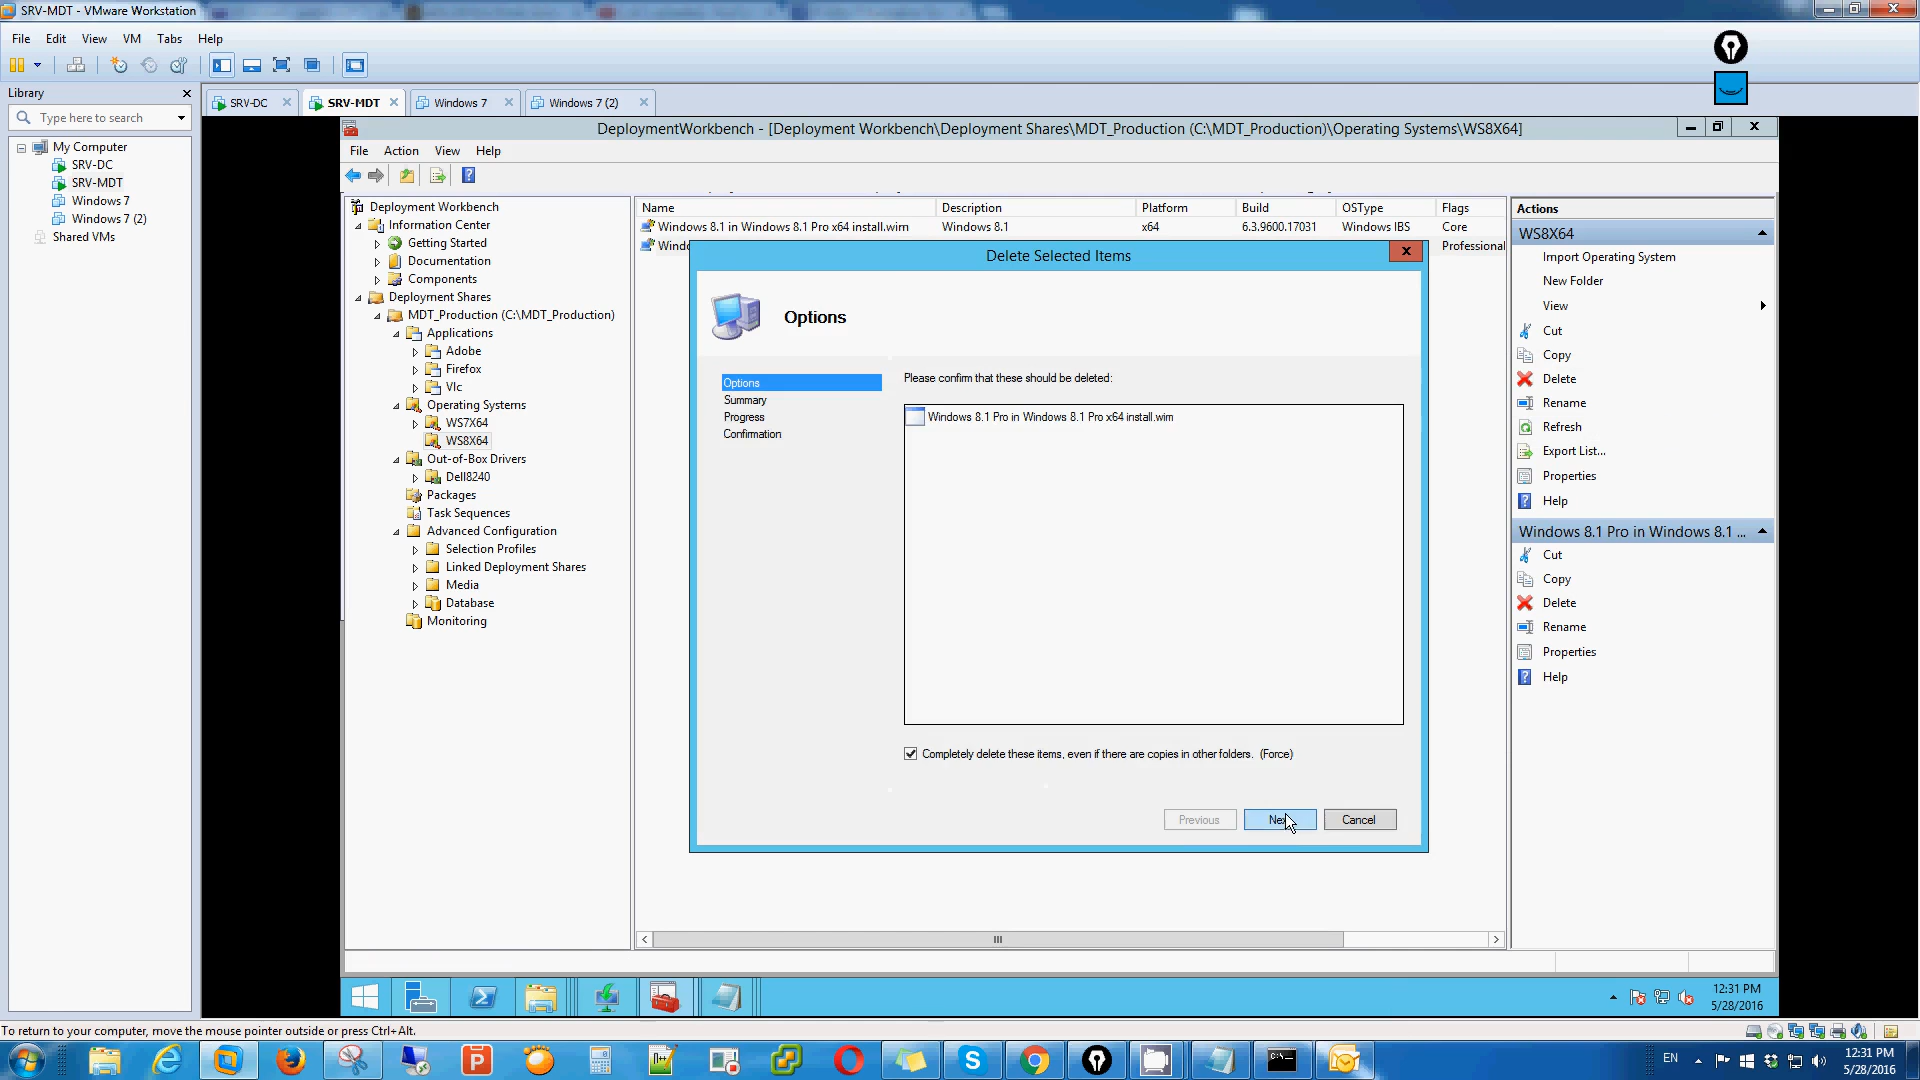 SRV-MDT - VMware Workstation
File Edit View VM Tabs Help
Library
Type here to search
My Computer
SRV-DC
SRV-MDT
Windows 7
Windows 7 (2)
Shared VMs
SRV-DC SRV-MDT Windows 7 Windows 7 (2)
DeploymentWorkbench - [Deployment Workbench\Deployment Shares\MDT_Production (C:\MDT_Production)\Operating Systems\WS8X64]
File Action View Help
Deployment Workbench
Information Center
Getting Started
Documentation
Components
Deployment Shares
MDT_Production (C:\MDT_Production)
Applications
Adobe
Firefox
Vlc
Operating Systems
WS7X64
WS8X64
Out-of-Box Drivers
Dell8240
Packages
Task Sequences
Advanced Configuration
Selection Profiles
Linked Deployment Shares
Media
Database
Monitoring
Name Description Platform Build OSType Flags
Windows 8.1 in Windows 8.1 Pro x64 install.wim Windows 8.1 x64 6.3.9600.17031 Windows IBS Core
Professional
Delete Selected Items
Options
Options
Summary
Progress
Confirmation
Please confirm that these should be deleted:
Windows 8.1 Pro in Windows 8.1 Pro x64 install.wim
Completely delete these items, even if there are copies in other folders. (Force)
Previous Cancel
Actions
WS8X64
Import Operating System
New Folder
View
Cut
Copy
Delete
Rename
Refresh
Export List...
Properties
Help
Windows 8.1 Pro in Windows 8.1 ...
Cut
Copy
Delete
Rename
Properties
Help
12:31 PM
5/28/2016
To return to your computer, move the mouse pointer outside or press Ctrl+Alt.
EN
12:31 PM
5/28/2016